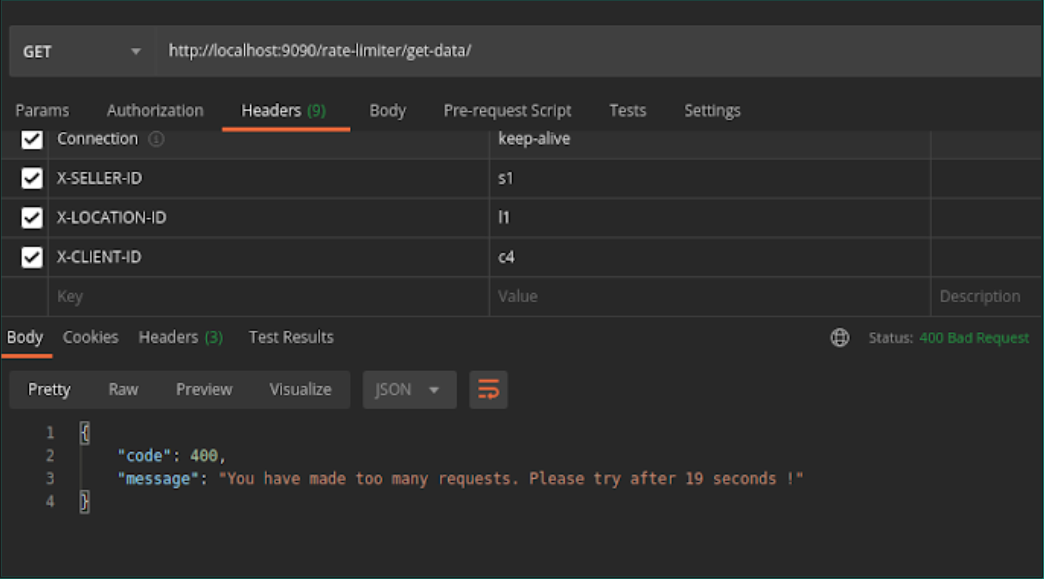 GET http://localhost:9090/rate-limiter/get-data/
Params Authorization Headers (9) Body Pre-request Script Tests Settings
Connection keep-alive
X-SELLER-ID s1
X-LOCATION-ID l1
X-CLIENT-ID c4
Key Value Description
Body Cookies Headers (3) Test Results Status: 400 Bad Request
Pretty Raw Preview Visualize JSON
1 {
2 "code": 400,
3 "message": "You have made too many requests. Please try after 19 seconds !"
4 }